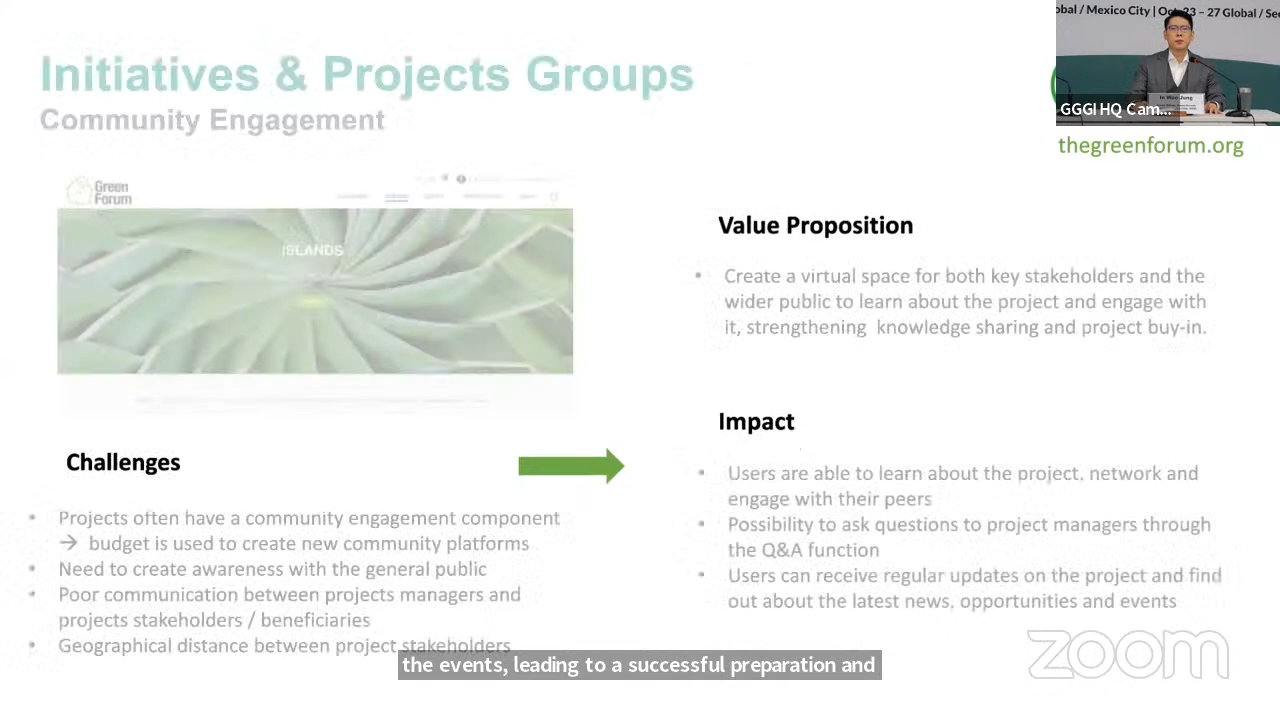 Initiatives & Projects Groups
Community Engagement
obal / Mexico City | Oct 23 – 27 Global / Se
GGGI HQ Cam...
thegreenforum.org
Green
Forum
ISLANDS
Value Proposition
• Create a virtual space for both key stakeholders and the
wider public to learn about the project and engage with
it, strengthening knowledge sharing and project buy-in.
Impact
• Users are able to learn about the project, network and
engage with their peers
• Possibility to ask questions to project managers through
the Q&A function
• Users can receive regular updates on the project and find
out about the latest news, opportunities and events
Challenges
• Projects often have a community engagement component
→ budget is used to create new community platforms
• Need to create awareness with the general public
• Poor communication between projects managers and
projects stakeholders / beneficiaries
• Geographical distance between project stakeholders
the events, leading to a successful preparation and
zoom